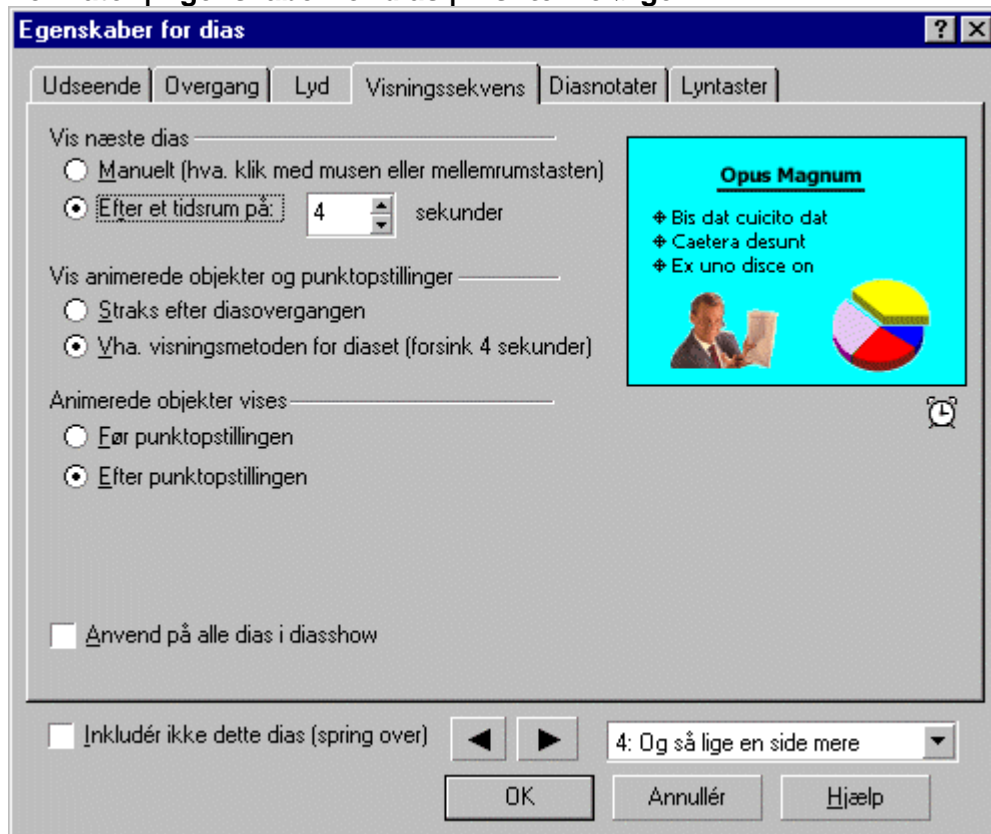 Egenskaber for dias
Udseende Overgang Lyd Visningssekvens Diasnotater Lyntaster
Vis næste dias
Manuelt (hva. klik med musen eller mellemrumstasten)
Efter et tidsrum på: 4 sekunder
Vis animerede objekter og punktopstillinger
Straks efter diasovergangen
Vha. visningsmetoden for diaset (forsink 4 sekunder)
Animerede objekter vises
Før punktopstillingen
Efter punktopstillingen
Opus Magnum
Bis dat cuicito dat
Caetera desunt
Ex uno disce on
Anvend på alle dias i diasshow
Inkludér ikke dette dias (spring over)
4: Og så lige en side mere
OK Annullér Hjælp